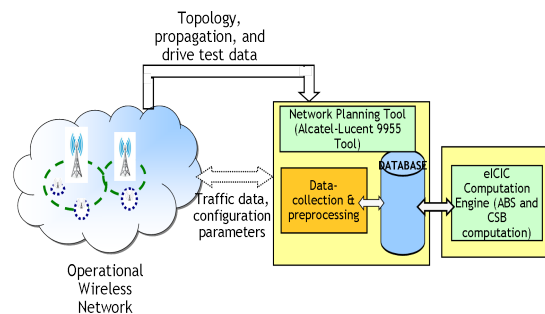 Topology,
propagation, and
drive test data
Network Planning Tool
(Alcatel-Lucent 9955
Tool)
DATABASE
Data-
collection &
preprocessing
eICIC
Computation
Engine (ABS and
CSB
computation)
Traffic data,
configuration
parameters
Operational
Wireless
Network